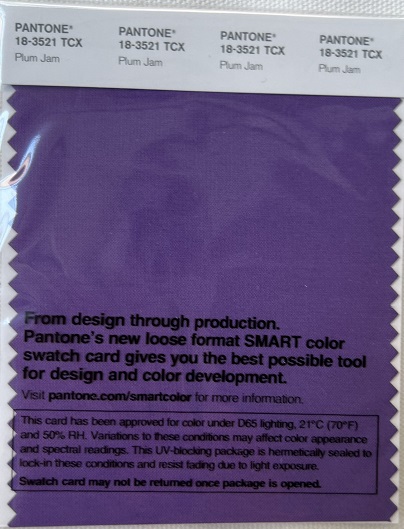 PANTONE® PANTONE® PANTONE® PANTONE®
18-3521 TCX 18-3521 TCX 18-3521 TCX 18-3521 TCX
Plum Jam Plum Jam Plum Jam Plum Jam
From design through production.
Pantone's new loose format SMART color
swatch card gives you the best possible tool
for design and color development.
Visit pantone.com/smartcolor for more information.
This card has been approved for color under D65 lighting, 21°C (70°F)
and 50% RH. Variations to these conditions may affect color appearance
and spectral readings. This UV-blocking package is hermetically sealed to
lock-in these conditions and resist fading due to light exposure.
Swatch card may not be returned once package is opened.